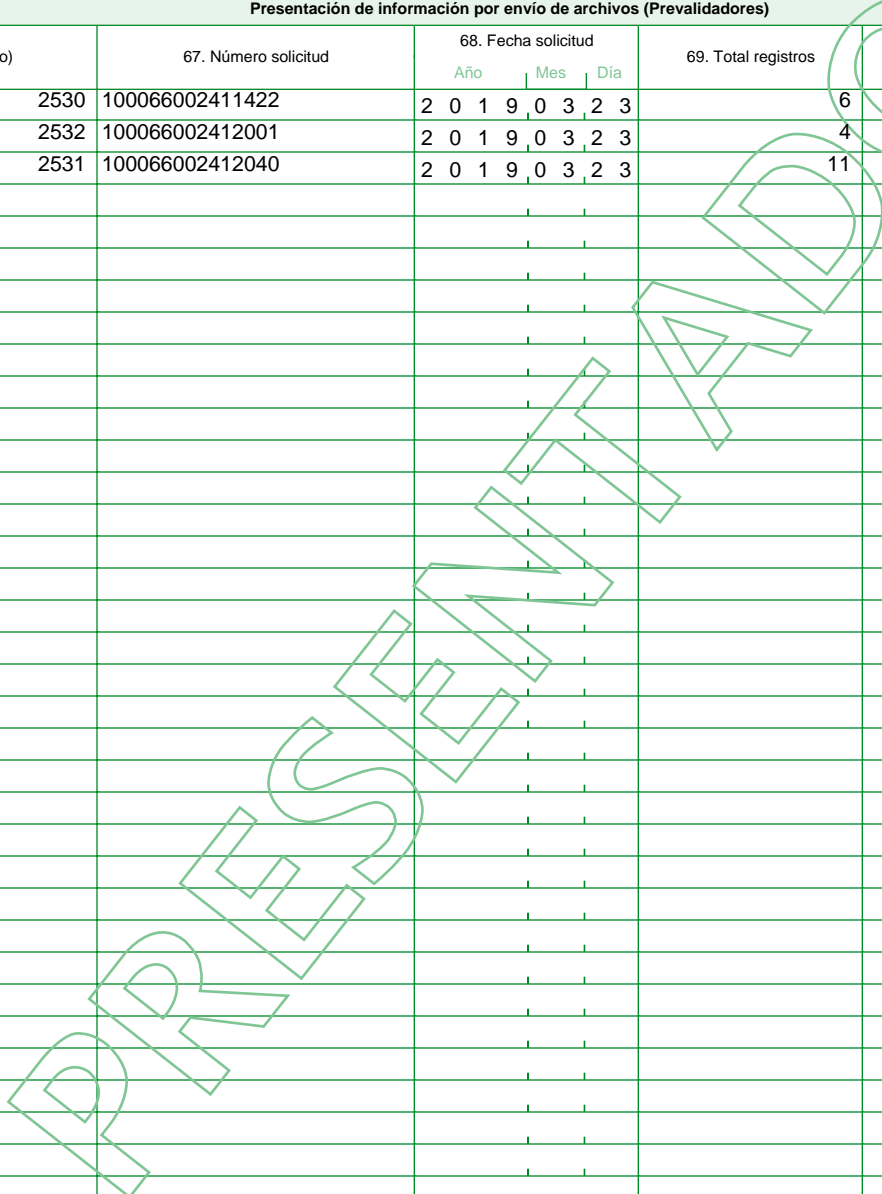 Presentación de información por envío de archivos (Prevalidadores)
o) 67. Número solicitud 68. Fecha solicitud 69. Total registros
Año Mes Día
2530 100066002411422 2 0 1 9 0 3 2 3 6
2532 100066002412001 2 0 1 9 0 3 2 3 4
2531 100066002412040 2 0 1 9 0 3 2 3 11
PRESENTADO